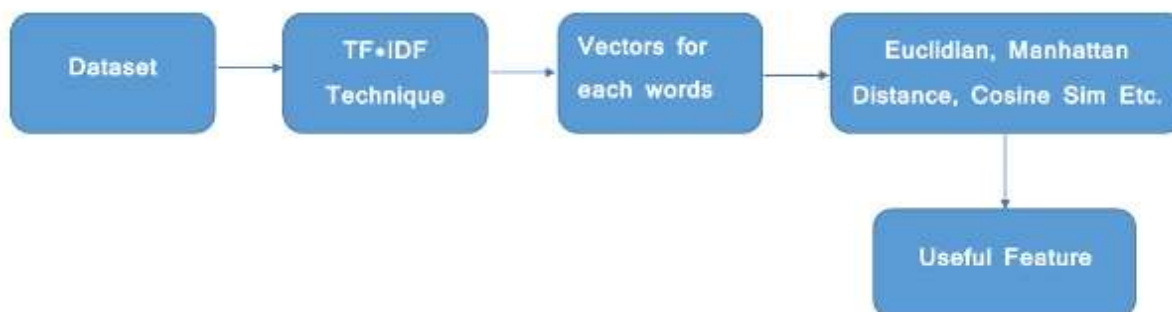 Dataset
TF•IDF
Technique
Vectors for
each words
Euclidian, Manhattan
Distance, Cosine Sim Etc.
Useful Feature